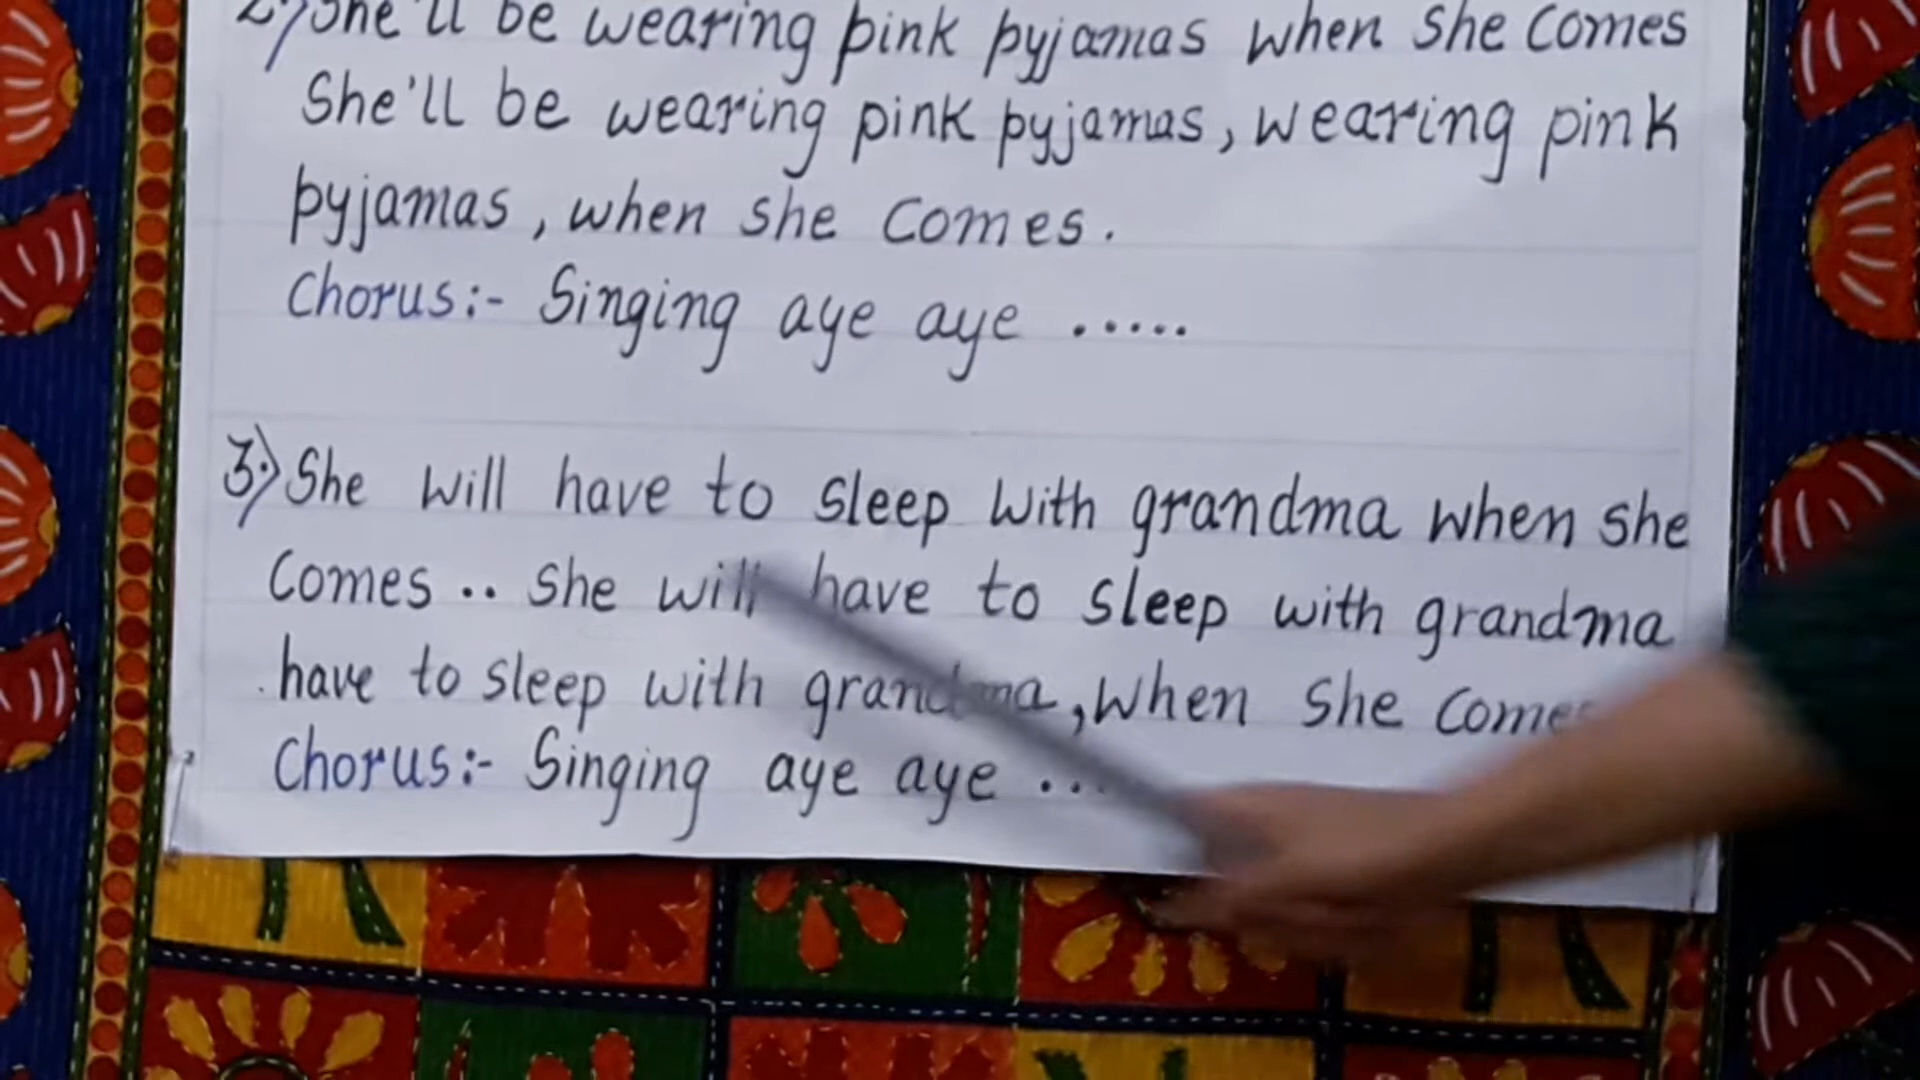 2) She'll be wearing pink pyjamas when She Comes
She'll be wearing pink pyjamas, wearing pink
pyjamas, when she Comes.
Chorus:- Singing aye aye .....
3.) She will have to sleep with grandma when she
Comes .. She will have to sleep with grandma
have to sleep with grandma, When She Comes
Chorus:- Singing aye aye ...